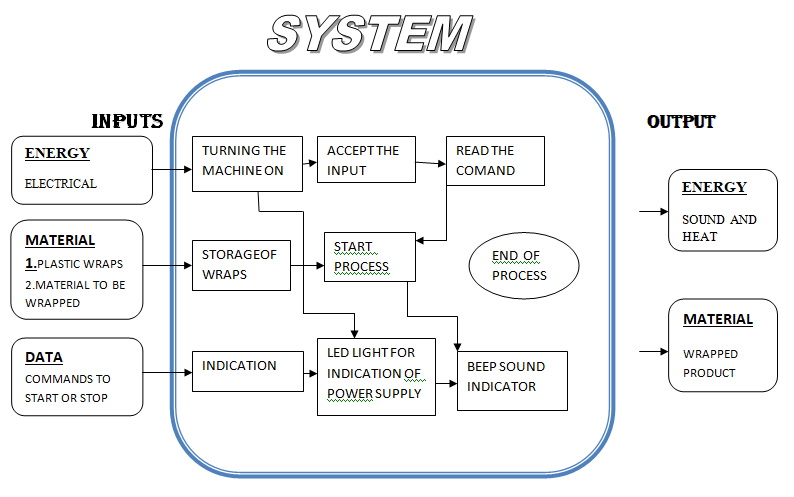 SYSTEM
INPUTS
OUTPUT
ENERGY
ELECTRICAL
MATERIAL
1.PLASTIC WRAPS
2.MATERIAL TO BE
WRAPPED
DATA
COMMANDS TO
START OR STOP
TURNING THE
MACHINE ON
ACCEPT THE
INPUT
READ THE
COMAND
STORAGEOF
WRAPS
START
PROCESS
END OF
PROCESS
INDICATION
LED LIGHT FOR
INDICATION OF
POWER SUPPLY
BEEP SOUND
INDICATOR
ENERGY
SOUND AND
HEAT
MATERIAL
WRAPPED
PRODUCT